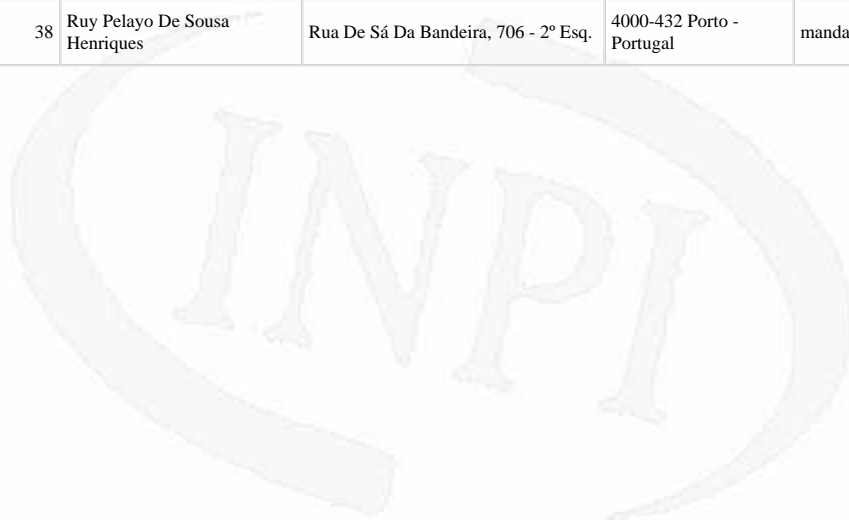 38 Ruy Pelayo De Sousa Henriques Rua De Sá Da Bandeira, 706 - 2º Esq. 4000-432 Porto - Portugal manda
INPI